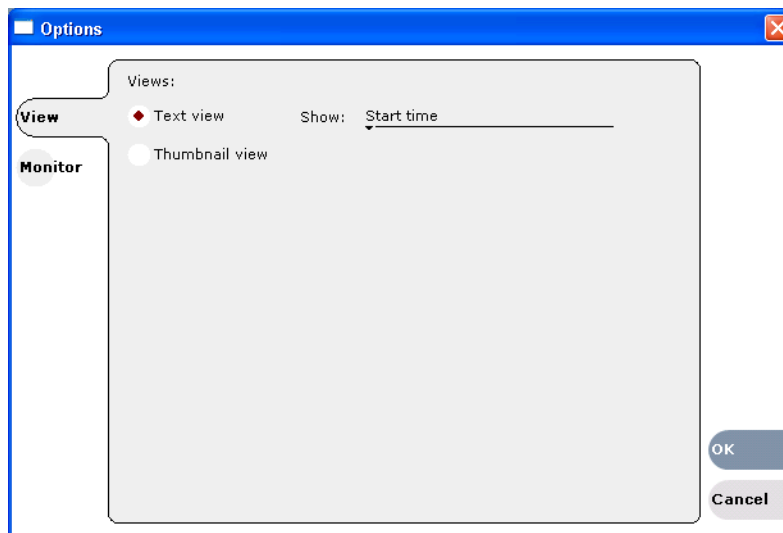 Options
Views:
View
Text view
Show:
Start time
Thumbnail view
Monitor
OK
Cancel